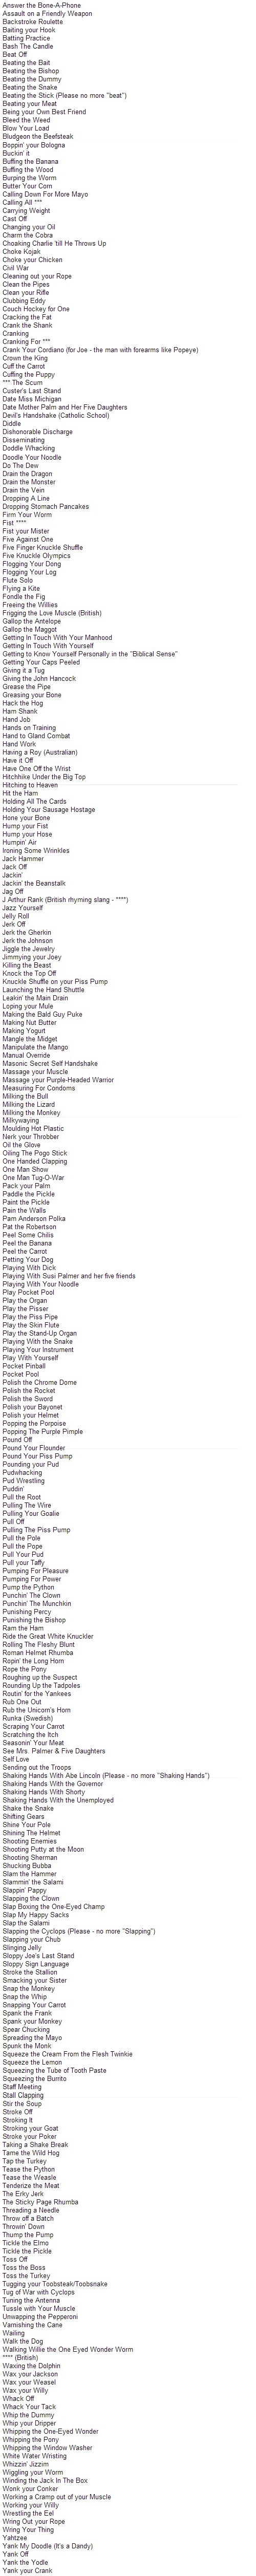 Answer the Bone-A-Phone
Assault on a Friendly Weapon
Backstroke Roulette
Baiting your Hook
Batting Practice
Bash The Candle
Beat Off
Beating the Bait
Beating the Bishop
Beating the Dummy
Beating the Snake
Beating the Stick (Please no more "beat")
Beating your Meat
Being your Own Best Friend
Bleed the Weed
Blow Your Load
Bludgeon the Beefsteak
Boppin' your Bologna
Buckin' it
Buffing the Banana
Buffing the Wood
Burping the Worm
Butter Your Corn
Calling Down For More Mayo
Calling All ***
Carrying Weight
Cast Off
Changing your Oil
Charm the Cobra
Choaking Charlie 'till He Throws Up
Choke Kojak
Choke your Chicken
Civil War
Cleaning out your Rope
Clean the Pipes
Clean your Rifle
Clubbing Eddy
Couch Hockey for One
Cracking the Fat
Crank the Shank
Cranking
Cranking For ***
Crank Your Cordiano (for Joe - the man with forearms like Popeye)
Crown the King
Cuff the Carrot
Cuffing the Puppy
*** The Scum
Custer's Last Stand
Date Miss Michigan
Date Mother Palm and Her Five Daughters
Devil's Handshake (Catholic School)
Diddle
Dishonorable Discharge
Disseminating
Doddle Whacking
Doodle Your Noodle
Do The Dew
Drain the Dragon
Drain the Monster
Drain the Vein
Dropping A Line
Dropping Stomach Pancakes
Firm Your Worm
Fist ****
Fist your Mister
Five Against One
Five Finger Knuckle Shuffle
Five Knuckle Olympics
Flogging Your Dong
Flogging Your Log
Flute Solo
Flying a Kite
Fondle the Fig
Freeing the Willies
Frigging the Love Muscle (British)
Gallop the Antelope
Gallop the Maggot
Getting In Touch With Your Manhood
Getting In Touch With Yourself
Getting to Know Yourself Personally in the "Biblical Sense"
Getting Your Caps Peeled
Giving it a Tug
Giving the John Hancock
Grease the Pipe
Greasing your Bone
Hack the Hog
Ham Shank
Hand Job
Hands on Training
Hand to Gland Combat
Hand Work
Having a Roy (Australian)
Have it Off
Have One Off the Wrist
Hitchhike Under the Big Top
Hitching to Heaven
Hit the Ham
Holding All The Cards
Holding Your Sausage Hostage
Hone your Bone
Hump your Fist
Hump your Hose
Humpin' Air
Ironing Some Wrinkles
Jack Hammer
Jack Off
Jackin'
Jackin' the Beanstalk
Jag Off
J Arthur Rank (British rhyming slang - ****)
Jazz Yourself
Jelly Roll
Jerk Off
Jerk the Gherkin
Jerk the Johnson
Jiggle the Jewelry
Jimmying your Joey
Killing the Beast
Knock the Top Off
Knuckle Shuffle on your Piss Pump
Launching the Hand Shuttle
Leakin' the Main Drain
Loping your Mule
Making the Bald Guy Puke
Making Nut Butter
Making Yogurt
Mangle the Midget
Manipulate the Mango
Manual Override
Masonic Secret Self Handshake
Massage your Muscle
Massage your Purple-Headed Warrior
Measuring For Condoms
Milking the Bull
Milking the Lizard
Milking the Monkey
Milkywaying
Moulding Hot Plastic
Nerk your Throbber
Oil the Glove
Oiling The Pogo Stick
One Handed Clapping
One Man Show
One Man Tug-O-War
Pack your Palm
Paddle the Pickle
Paint the Pickle
Pain the Walls
Pam Anderson Polka
Pat the Robertson
Peel Some Chilis
Peel the Banana
Peel the Carrot
Petting Your Dog
Playing With Dick
Playing With Susi Palmer and her five friends
Playing With Your Noodle
Play Pocket Pool
Play the Organ
Play the Pisser
Play the Piss Pipe
Play the Skin Flute
Play the Stand-Up Organ
Playing With the Snake
Playing Your Instrument
Play With Yourself
Pocket Pinball
Pocket Pool
Polish the Chrome Dome
Polish the Rocket
Polish the Sword
Polish your Bayonet
Polish your Helmet
Popping the Porpoise
Popping The Purple Pimple
Pound Off
Pound Your Flounder
Pound Your Piss Pump
Pounding your Pud
Pudwhacking
Pud Wrestling
Puddin'
Pull the Root
Pulling The Wire
Pulling Your Goalie
Pull Off
Pulling The Piss Pump
Pull the Pole
Pull the Pope
Pull Your Pud
Pull your Taffy
Pumping For Pleasure
Pumping For Power
Pump the Python
Punchin' The Clown
Punchin' The Munchkin
Punishing Percy
Punishing the Bishop
Ram the Ham
Ride the Great White Knuckler
Rolling The Fleshy Blunt
Roman Helmet Rhumba
Ropin' the Long Horn
Rope the Pony
Roughing up the Suspect
Rounding Up the Tadpoles
Routin' for the Yankees
Rub One Out
Rub the Unicorn's Horn
Runka (Swedish)
Scraping Your Carrot
Scratching the Itch
Seasonin' Your Meat
See Mrs. Palmer & Five Daughters
Self Love
Sending out the Troops
Shaking Hands With Abe Lincoln (Please - no more "Shaking Hands")
Shaking Hands With the Governor
Shaking Hands With Shorty
Shaking Hands With the Unemployed
Shake the Snake
Shifting Gears
Shine Your Pole
Shining The Helmet
Shooting Enemies
Shooting Putty at the Moon
Shooting Sherman
Shucking Bubba
Slam the Hammer
Slammin' the Salami
Slappin' Pappy
Slapping the Clown
Slap Boxing the One-Eyed Champ
Slap My Happy Sacks
Slap the Salami
Slapping the Cyclops (Please - no more "Slapping")
Slapping your Chub
Slinging Jelly
Sloppy Joe's Last Stand
Sloppy Sign Language
Stroke the Stallion
Smacking your Sister
Snap the Monkey
Snap the Whip
Snapping Your Carrot
Spank the Frank
Spank your Monkey
Spear Chucking
Spreading the Mayo
Spunk the Monk
Squeeze the Cream From the Flesh Twinkie
Squeeze the Lemon
Squeezing the Tube of Tooth Paste
Squeezing the Burrito
Staff Meeting
Stall Clapping
Stir the Soup
Stroke Off
Stroking It
Stroking your Goat
Stroke your Poker
Taking a Shake Break
Tame the Wild Hog
Tap the Turkey
Tease the Python
Tease the Weasle
Tenderize the Meat
The Erky Jerk
The Sticky Page Rhumba
Threading a Needle
Throw off a Batch
Throwin' Down
Thump the Pump
Tickle the Elmo
Tickle the Pickle
Toss Off
Toss the Boss
Toss the Turkey
Tugging your Toobsteak/Toobsnake
Tug of War with Cyclops
Tuning the Antenna
Tussle with Your Muscle
Unwapping the Pepperoni
Varnishing the Cane
Wailing
Walk the Dog
Walking Willie the One Eyed Wonder Worm
**** (British)
Waxing the Dolphin
Wax your Jackson
Wax your Weasel
Wax your Willy
Whack Off
Whack Your Tack
Whip the Dummy
Whip your Dripper
Whipping the One-Eyed Wonder
Whipping the Pony
Whipping the Window Washer
White Water Wristing
Whizzin' Jizzim
Wiggling your Worm
Winding the Jack In The Box
Wonk your Conker
Working a Cramp out of your Muscle
Working your Willy
Wrestling the Eel
Wring Out your Rope
Wring Your Thing
Yahtzee
Yank My Doodle (It's a Dandy)
Yank Off
Yank the Yodle
Yank your Crank